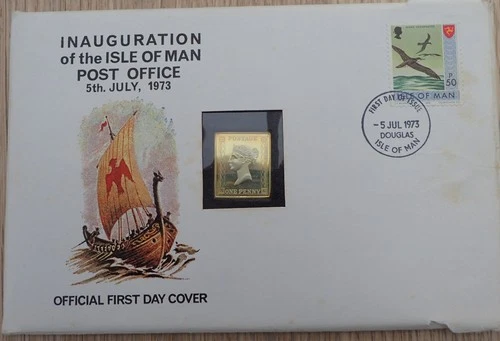 INAUGURATION
of the ISLE OF MAN
POST OFFICE
5th. JULY, 1973
POSTAGE
ONE PENNY
P
50
ISLE OF MAN
FIRST DAY OF ISSUE
- 5 JUL 1973
DOUGLAS
ISLE OF MAN
OFFICIAL FIRST DAY COVER